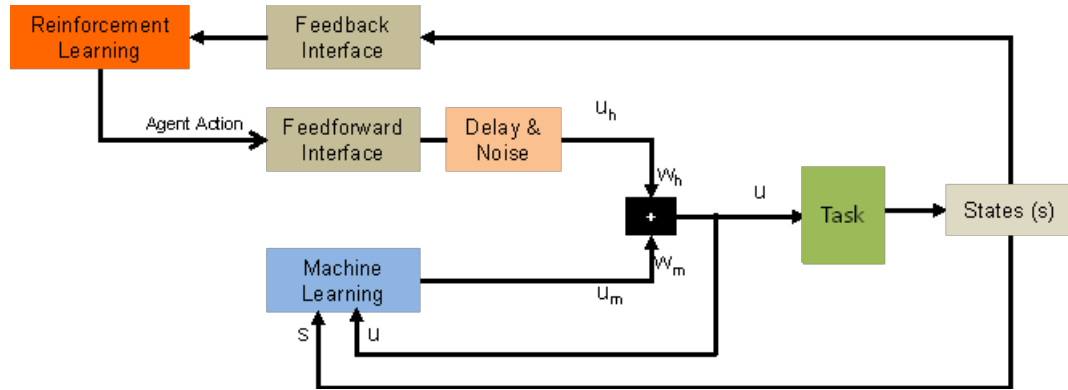 Reinforcement
Learning
Feedback
Interface
Agent Action
Feedforward
Interface
Delay &
Noise
u_h
w_h
+
u
Task
States (s)
Machine
Learning
u_m
w_m
s
u